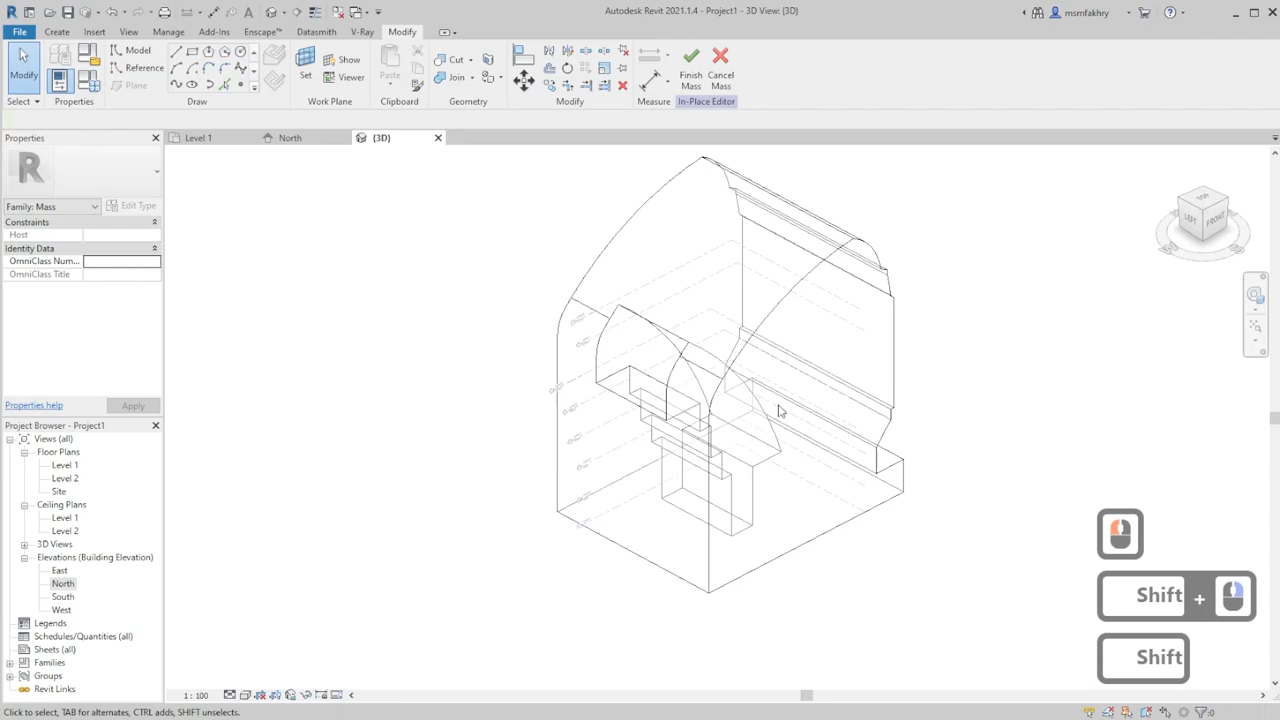 Autodesk Revit 2021.1.4 - Project1 - 3D View: {3D}
msmfakhry
File Create Insert View Manage Add-Ins Enscape™ Datasmith V-Ray Modify
Modify
Select
Properties
Model
Reference
Plane
Draw
Set
Show
Viewer
Work Plane
Paste
Clipboard
Cut
Join
Geometry
Modify
Measure
Finish Mass
Cancel Mass
In-Place Editor
Properties
Level 1
North
{3D}
R
Family: Mass
Edit Type
Constraints
Host
Identity Data
OmniClass Num...
OmniClass Title
Properties help
Apply
Project Browser - Project1
Views (all)
Floor Plans
Level 1
Level 2
Site
Ceiling Plans
Level 1
Level 2
3D Views
Elevations (Building Elevation)
East
North
South
West
Legends
Schedules/Quantities (all)
Sheets (all)
Families
Groups
Revit Links
TOP
LEFT
FRONT
Shift +
Shift
1 : 100
Click to select, TAB for alternates, CTRL adds, SHIFT unselects.
:0